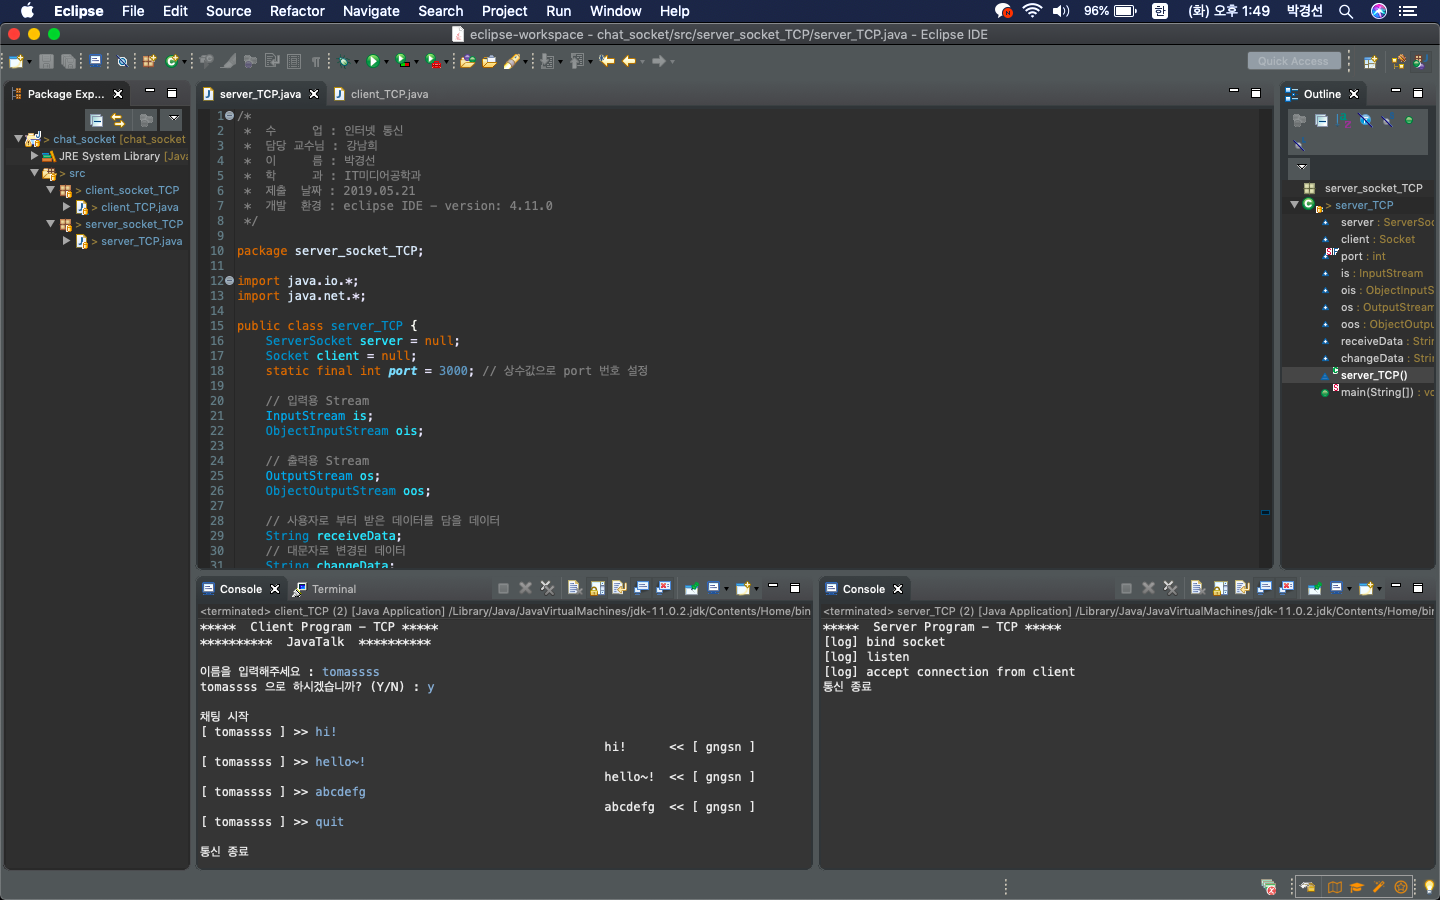 Eclipse File Edit Source Refactor Navigate Search Project Run Window Help 96% 한 (화) 오후 1:49 박경선
eclipse-workspace - chat_socket/src/server_socket_TCP/server_TCP.java - Eclipse IDE
Quick Access
Package Exp...
> chat_socket [chat_socket
JRE System Library [Java
> src
> client_socket_TCP
> client_TCP.java
> server_socket_TCP
> server_TCP.java
server_TCP.java client_TCP.java
1 /*
2 * 수 업 : 인터넷 통신
3 * 담당 교수님 : 강남희
4 * 이 름 : 박경선
5 * 학 과 : IT미디어공학과
6 * 제출 날짜 : 2019.05.21
7 * 개발 환경 : eclipse IDE - version: 4.11.0
8 */
9
10 package server_socket_TCP;
11
12 import java.io.*;
13 import java.net.*;
14
15 public class server_TCP {
16 ServerSocket server = null;
17 Socket client = null;
18 static final int port = 3000; // 상수값으로 port 번호 설정
19
20 // 입력용 Stream
21 InputStream is;
22 ObjectInputStream ois;
23
24 // 출력용 Stream
25 OutputStream os;
26 ObjectOutputStream oos;
27
28 // 사용자로 부터 받은 데이터를 담을 데이터
29 String receiveData;
30 // 대문자로 변경된 데이터
31 String changeData;
Outline
server_socket_TCP
> server_TCP
server : ServerSoc
client : Socket
port : int
is : InputStream
ois : ObjectInputS
os : OutputStream
oos : ObjectOutpu
receiveData : Strin
changeData : Strin
server_TCP()
main(String[]) : vo
Console Terminal
<terminated> client_TCP (2) [Java Application] /Library/Java/JavaVirtualMachines/jdk-11.0.2.jdk/Contents/Home/bin
***** Client Program - TCP *****
********** JavaTalk **********
이름을 입력해주세요 : tomassss
tomassss 으로 하시겠습니까? (Y/N) : y
채팅 시작
[ tomassss ] >> hi!
hi! << [ gngsn ]
[ tomassss ] >> hello~!
hello~! << [ gngsn ]
[ tomassss ] >> abcdefg
abcdefg << [ gngsn ]
[ tomassss ] >> quit
통신 종료
Console
<terminated> server_TCP (2) [Java Application] /Library/Java/JavaVirtualMachines/jdk-11.0.2.jdk/Contents/Home/bin
***** Server Program - TCP *****
[log] bind socket
[log] listen
[log] accept connection from client
통신 종료